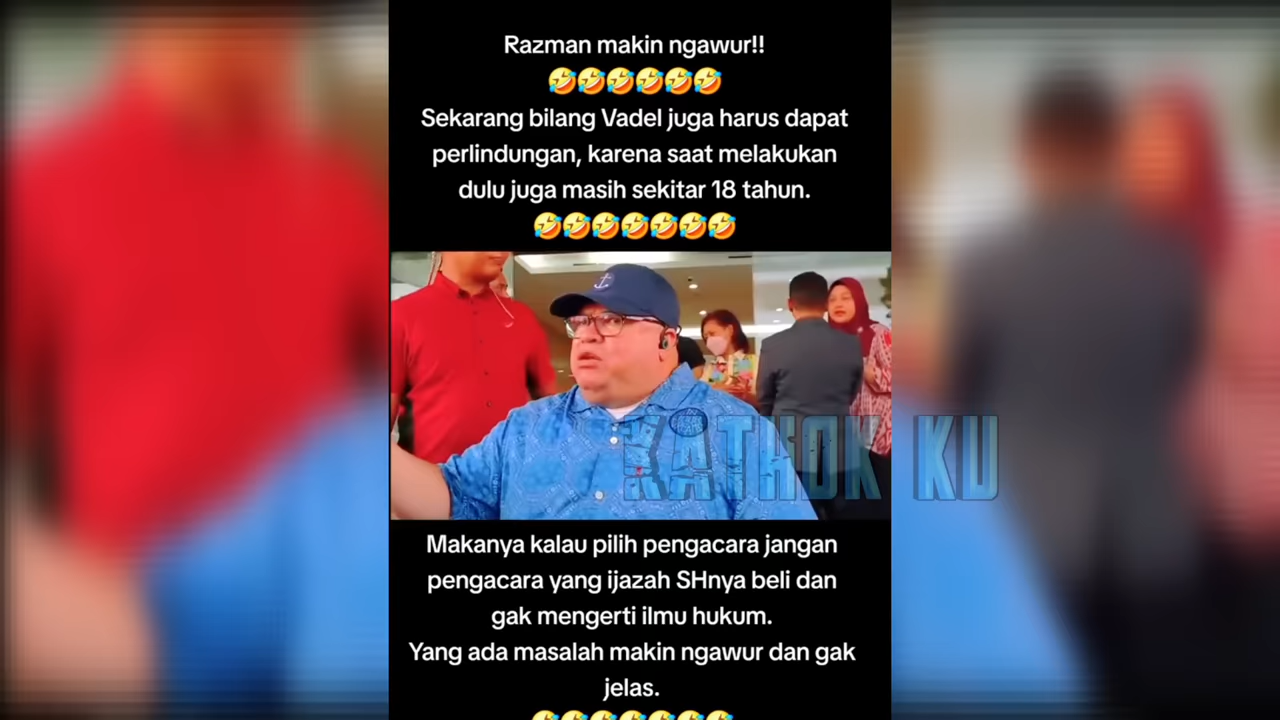 Razman makin ngawur!!
🤣🤣🤣🤣🤣🤣
Sekarang bilang Vadel juga harus dapat
perlindungan, karena saat melakukan
dulu juga masih sekitar 18 tahun.
🤣🤣🤣🤣🤣🤣🤣
KATHOK KU
Makanya kalau pilih pengacara jangan
pengacara yang ijazah SHnya beli dan
gak mengerti ilmu hukum.
Yang ada masalah makin ngawur dan gak
jelas.
🤣🤣🤣🤣🤣🤣🤣